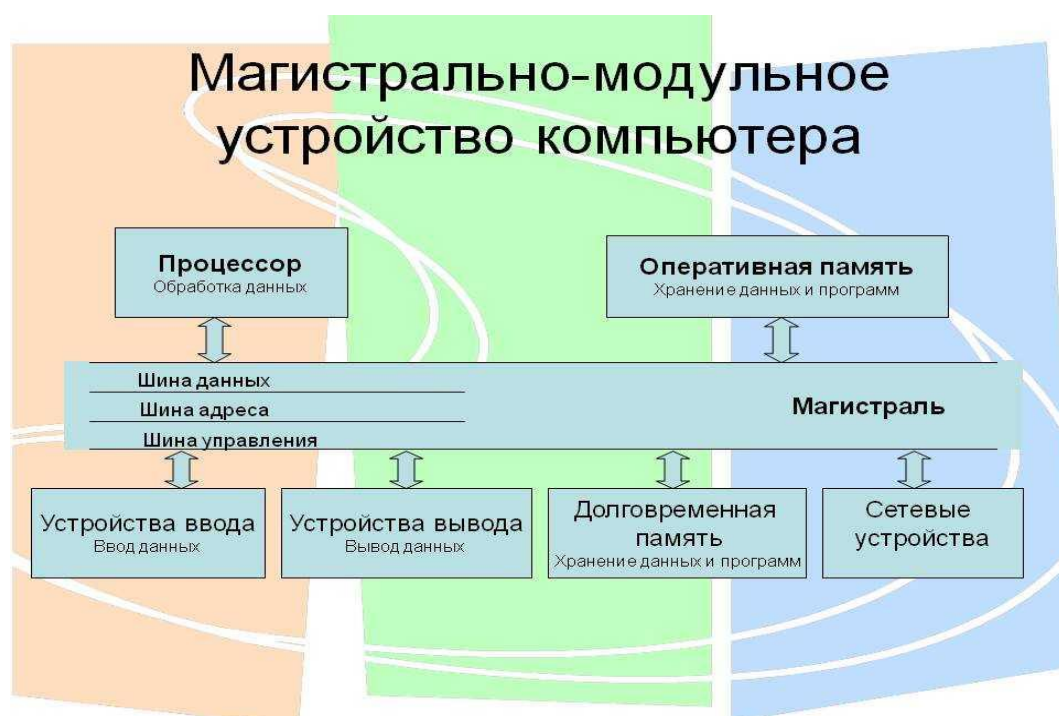 Магистрально-модульное
устройство компьютера
Процессор
Обработка данных
Оперативная память
Хранение данных и программ
Шина данных
Шина адреса
Шина управления
Магистраль
Устройства ввода
Ввод данных
Устройства вывода
Вывод данных
Долговременная
память
Хранение данных и программ
Сетевые
устройства